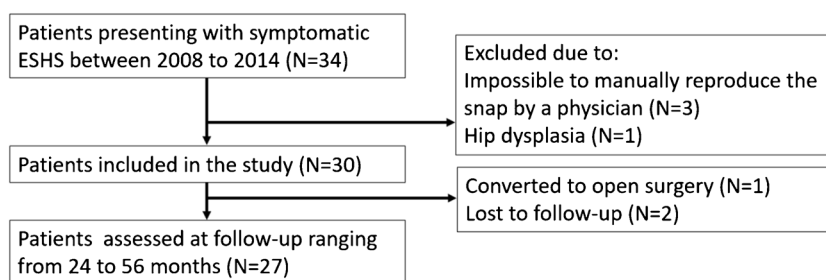 Patients presenting with symptomatic
ESHS between 2008 to 2014 (N=34)
Excluded due to:
Impossible to manually reproduce the
snap by a physician (N=3)
Hip dysplasia (N=1)
Patients included in the study (N=30)
Converted to open surgery (N=1)
Lost to follow-up (N=2)
Patients assessed at follow-up ranging
from 24 to 56 months (N=27)